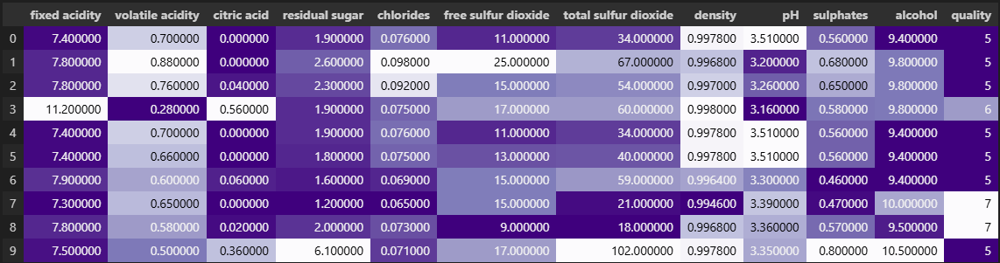 fixed acidity volatile acidity citric acid residual sugar chlorides free sulfur dioxide total sulfur dioxide density pH sulphates alcohol quality
0 7.400000 0.700000 0.000000 1.900000 0.076000 11.000000 34.000000 0.997800 3.510000 0.560000 9.400000 5
1 7.800000 0.880000 0.000000 2.600000 0.098000 25.000000 67.000000 0.996800 3.200000 0.680000 9.800000 5
2 7.800000 0.760000 0.040000 2.300000 0.092000 15.000000 54.000000 0.997000 3.260000 0.650000 9.800000 5
3 11.200000 0.280000 0.560000 1.900000 0.075000 17.000000 60.000000 0.998000 3.160000 0.580000 9.800000 6
4 7.400000 0.700000 0.000000 1.900000 0.076000 11.000000 34.000000 0.997800 3.510000 0.560000 9.400000 5
5 7.400000 0.660000 0.000000 1.800000 0.075000 13.000000 40.000000 0.997800 3.510000 0.560000 9.400000 5
6 7.900000 0.600000 0.060000 1.600000 0.069000 15.000000 59.000000 0.996400 3.300000 0.460000 9.400000 5
7 7.300000 0.650000 0.000000 1.200000 0.065000 15.000000 21.000000 0.994600 3.390000 0.470000 10.000000 7
8 7.800000 0.580000 0.020000 2.000000 0.073000 9.000000 18.000000 0.996800 3.360000 0.570000 9.500000 7
9 7.500000 0.500000 0.360000 6.100000 0.071000 17.000000 102.000000 0.997800 3.350000 0.800000 10.500000 5